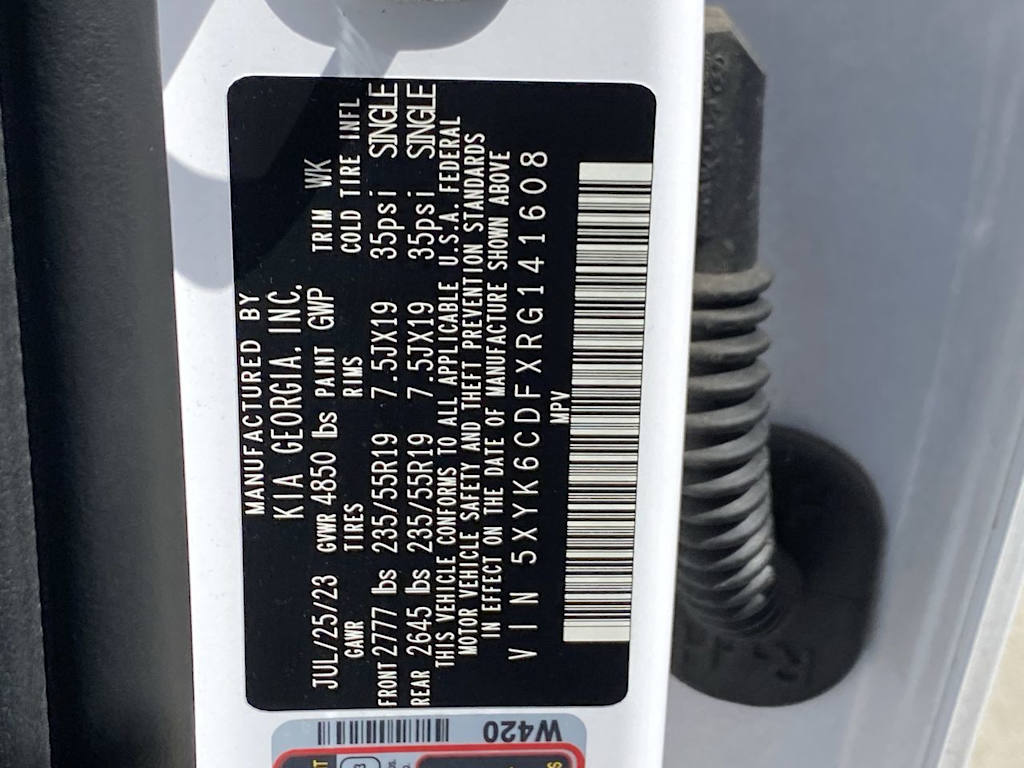 MANUFACTURED BY
KIA GEORGIA. INC.
JUL/25/23 GVWR 4850 lbs PAINT GWP TRIM WK
GAWR TIRES RIMS COLD TIRE INFL
FRONT 2777 lbs 235/55R19 7.5JX19 35psi SINGLE
REAR 2645 lbs 235/55R19 7.5JX19 35psi SINGLE
THIS VEHICLE CONFORMS TO ALL APPLICABLE U.S.A. FEDERAL
MOTOR VEHICLE SAFETY AND THEFT PREVENTION STANDARDS
IN EFFECT ON THE DATE OF MANUFACTURE SHOWN ABOVE
VIN 5XYK6CDFXRG141608
MPV
W420